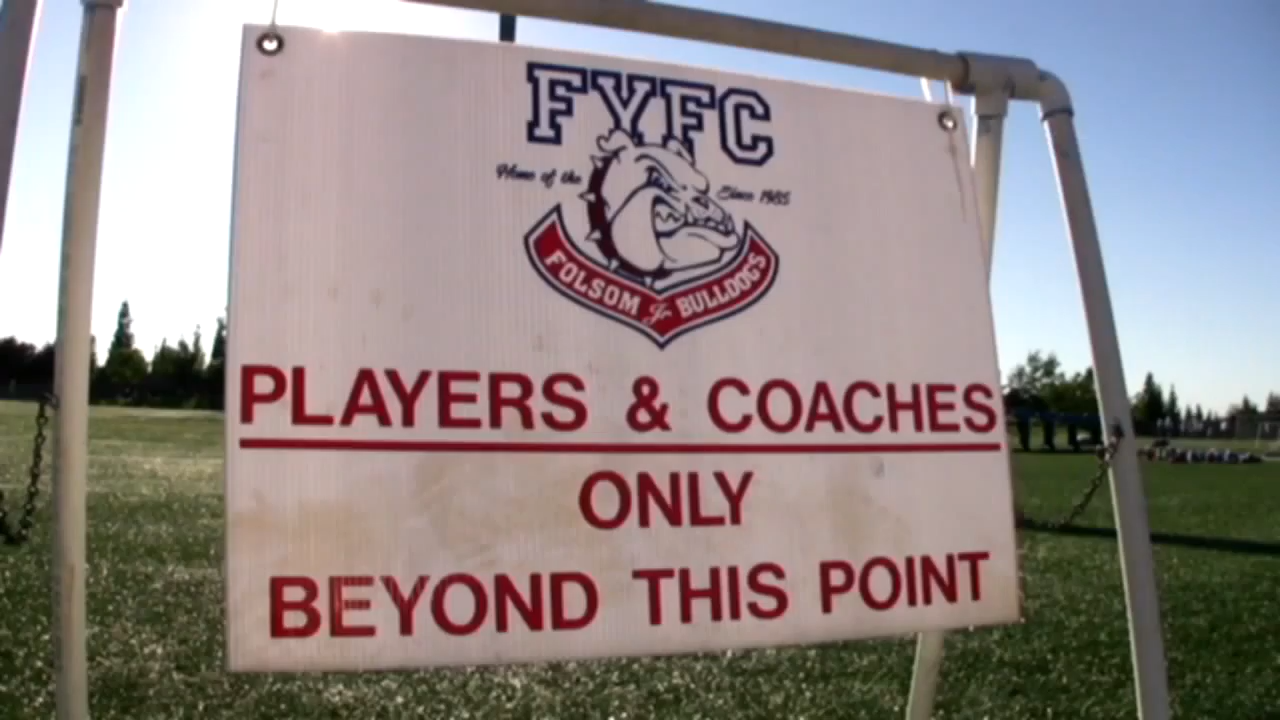 FYFC
Home of the
Since 1985
FOLSOM Jr BULLDOGS
PLAYERS & COACHES
ONLY
BEYOND THIS POINT